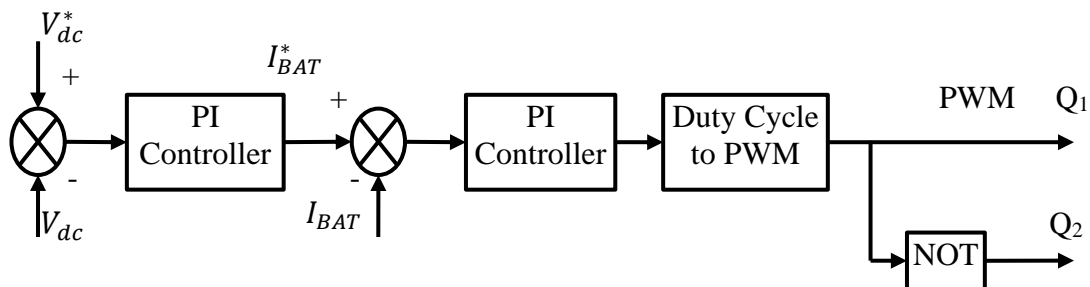 V*dc
+
-
Vdc
PI
Controller
I*BAT
+
-
IBAT
PI
Controller
Duty Cycle
to PWM
PWM
Q1
NOT
Q2